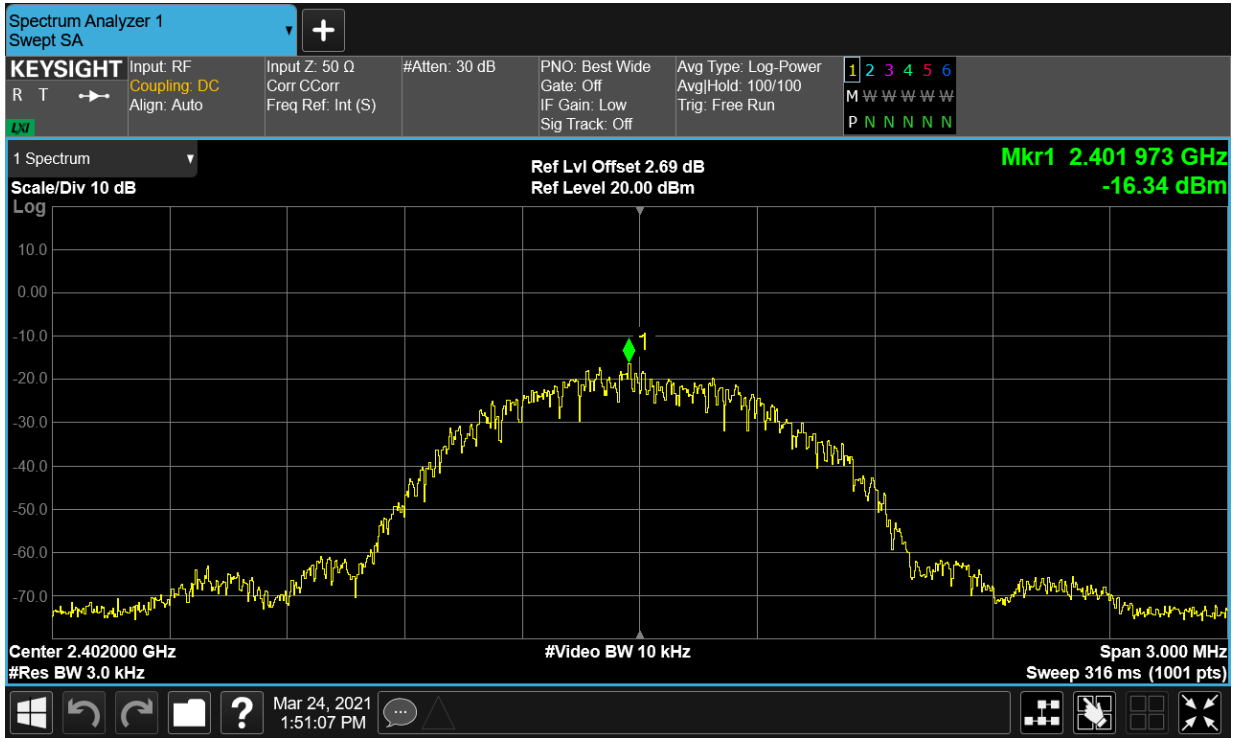 Spectrum Analyzer 1
Swept SA
KEYSIGHT
R T
LXI
Input: RF
Coupling: DC
Align: Auto
Input Z: 50 Ω
Corr CCorr
Freq Ref: Int (S)
#Atten: 30 dB
PNO: Best Wide
Gate: Off
IF Gain: Low
Sig Track: Off
Avg Type: Log-Power
Avg|Hold: 100/100
Trig: Free Run
1 2 3 4 5 6
M W W W W W
P N N N N N
1 Spectrum
Scale/Div 10 dB
Ref Lvl Offset 2.69 dB
Ref Level 20.00 dBm
Mkr1 2.401 973 GHz
-16.34 dBm
Log
10.0
0.00
-10.0
-20.0
-30.0
-40.0
-50.0
-60.0
-70.0
1
Center 2.402000 GHz
#Res BW 3.0 kHz
#Video BW 10 kHz
Span 3.000 MHz
Sweep 316 ms (1001 pts)
?
Mar 24, 2021
1:51:07 PM